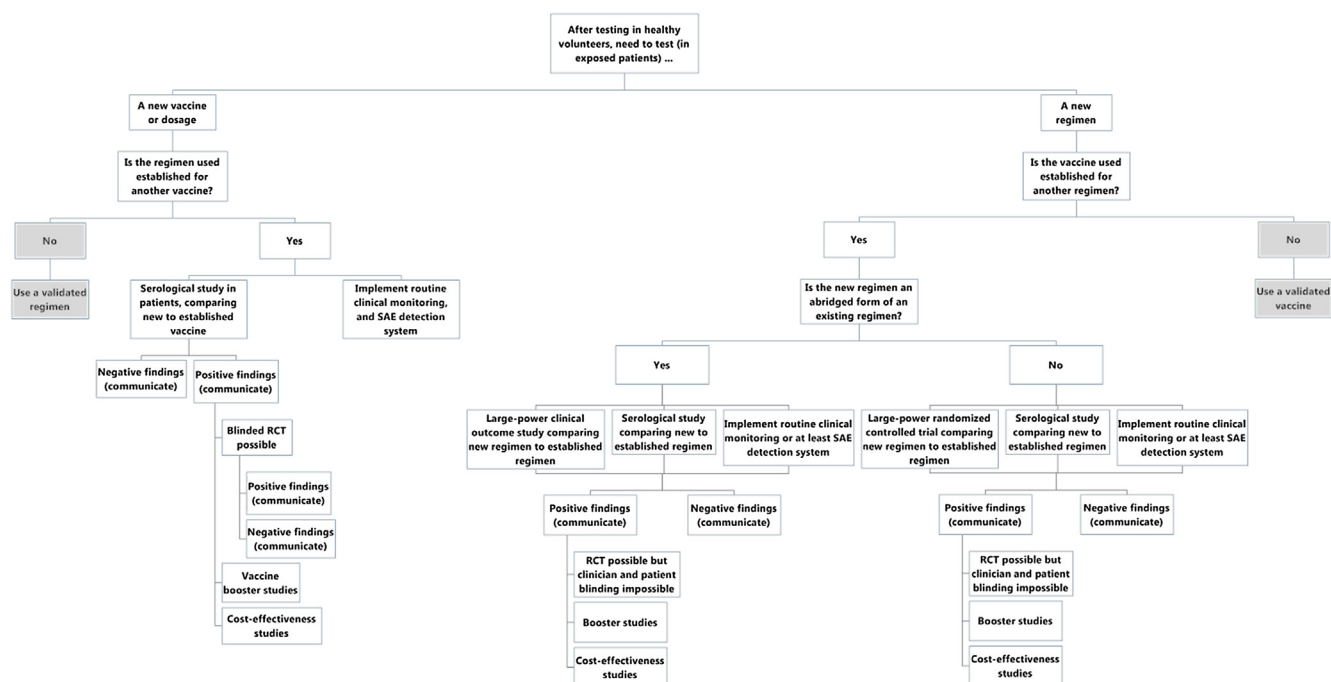 After testing in healthy
volunteers, need to test (in
exposed patients) ...
A new vaccine
or dosage
A new
regimen
Is the regimen used
established for
another vaccine?
Is the vaccine used
established for
another regimen?
No
Yes
Yes
No
Use a validated
regimen
Serological study in
patients, comparing
new to established
vaccine
Implement routine
clinical monitoring,
and SAE detection
system
Is the new regimen an
abridged form of an
existing regimen?
Use a validated
vaccine
Negative findings
(communicate)
Positive findings
(communicate)
Yes
No
Blinded RCT
possible
Large-power clinical
outcome study comparing
new regimen to established
regimen
Serological study
comparing new to
established regimen
Implement routine clinical
monitoring or at least SAE
detection system
Large-power randomized
controlled trial comparing
new regimen to established
regimen
Serological study
comparing new to
established regimen
Implement routine clinical
monitoring or at least SAE
detection system
Positive findings
(communicate)
Negative findings
(communicate)
Vaccine
booster studies
Cost-effectiveness
studies
Positive findings
(communicate)
Negative findings
(communicate)
RCT possible but
clinician and patient
blinding impossible
Booster studies
Cost-effectiveness
studies
Positive findings
(communicate)
Negative findings
(communicate)
RCT possible but
clinician and patient
blinding impossible
Booster studies
Cost-effectiveness
studies